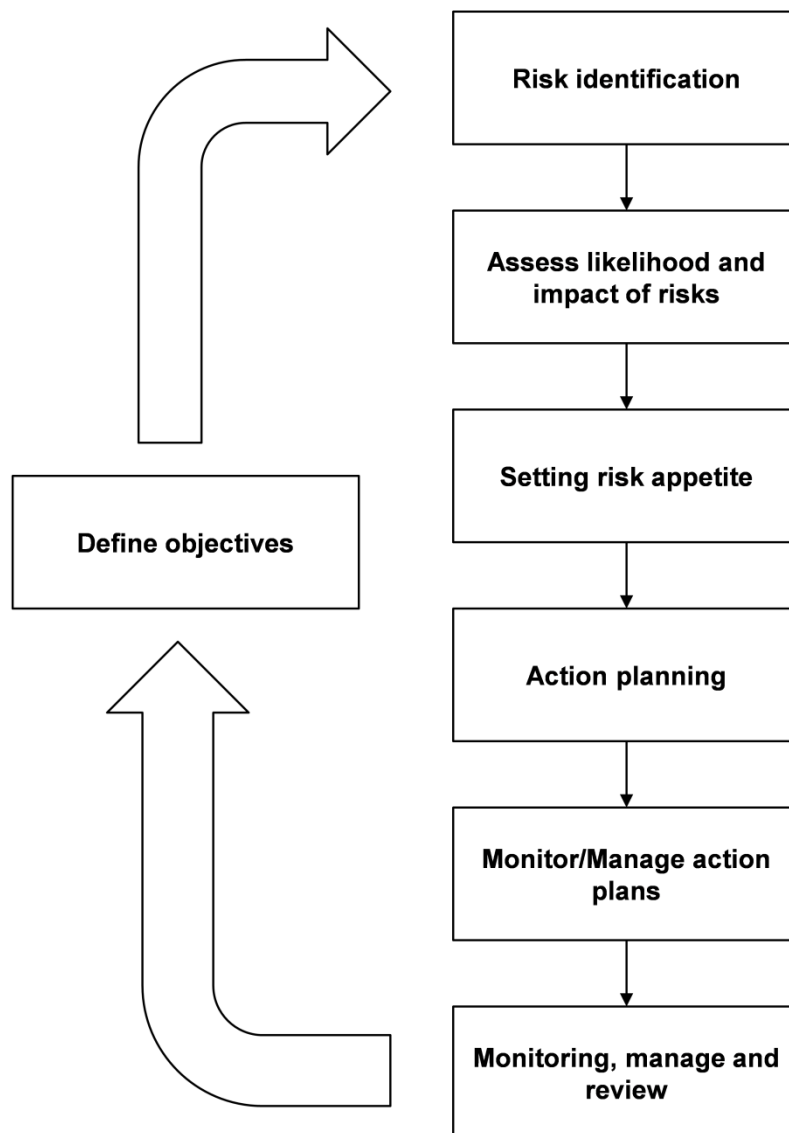 Risk identification
Assess likelihood and
impact of risks
Setting risk appetite
Define objectives
Action planning
Monitor/Manage action
plans
Monitoring, manage and
review